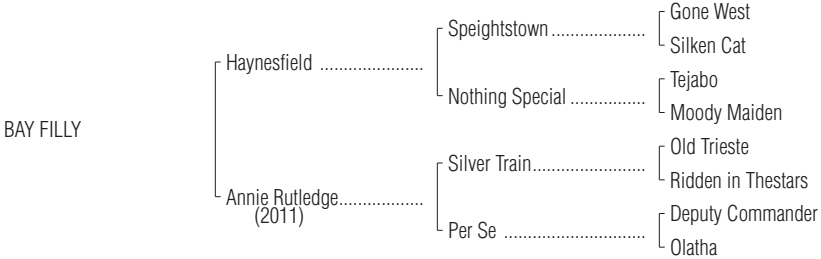 Gone West
Speightstown ....................
Silken Cat
Haynesfield ......................
Tejabo
Nothing Special ................
Moody Maiden
BAY FILLY
Old Trieste
Silver Train........................
Ridden in Thestars
Annie Rutledge..................
(2011)
Deputy Commander
Per Se ..............................
Olatha